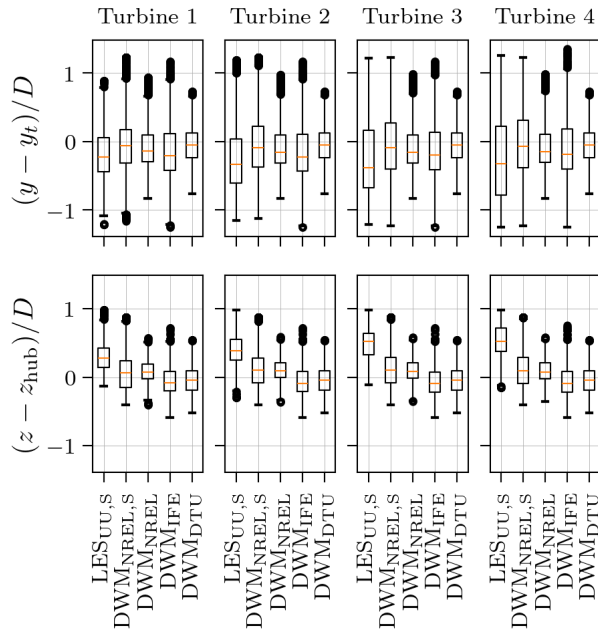 Turbine 1 Turbine 2 Turbine 3 Turbine 4
(y − y_t)/D
1
0
−1
(z − z_hub)/D
1
0
−1
LES_UU,S
DWM_NREL,S
DWM_NREL
DWM_IFE
DWM_DTU
LES_UU,S
DWM_NREL,S
DWM_NREL
DWM_IFE
DWM_DTU
LES_UU,S
DWM_NREL,S
DWM_NREL
DWM_IFE
DWM_DTU
LES_UU,S
DWM_NREL,S
DWM_NREL
DWM_IFE
DWM_DTU